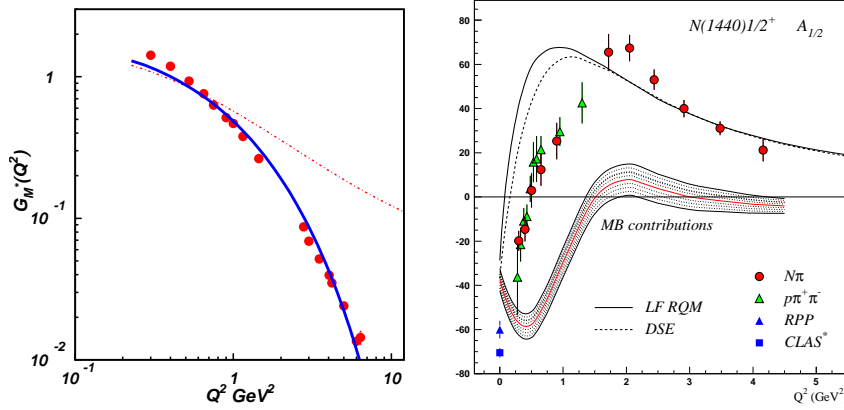 G_M^*(Q^2)
1
10^-1
10^-2
10^-1
1
10
Q^2 GeV^2
N(1440)1/2^+ A_1/2
80
60
40
20
0
-20
-40
-60
-80
MB contributions
LF RQM
DSE
Nπ
pπ^+π^-
RPP
CLAS^*
0
1
2
3
4
5
Q^2 (GeV^2